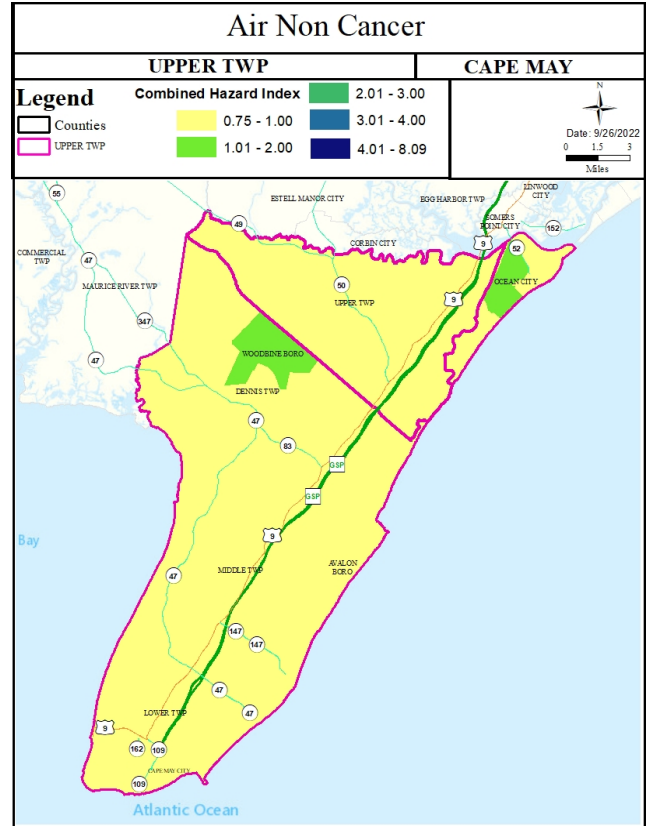 Air Non Cancer
UPPER TWP
CAPE MAY
Legend
Counties
UPPER TWP
Combined Hazard Index
0.75 - 1.00
1.01 - 2.00
2.01 - 3.00
3.01 - 4.00
4.01 - 8.09
N
Date: 9/26/2022
0 1.5 3
Miles
55
ESTELL MANOR CITY
EGG HARBOR TWP
LINWOOD
CITY
49
SOMERS
POINT CITY
152
COMMERCIAL
TWP
47
CORBIN CITY
9
52
MAURICE RIVER TWP
50
OCEAN CITY
UPPER TWP
9
347
WOODBINE BORO
47
DENNIS TWP
47
83
GSP
GSP
9
Bay
AVALON
BORO
MIDDLE TWP
47
147
147
47
LOWER TWP
47
9
162
109
CAPE MAY CITY
109
Atlantic Ocean